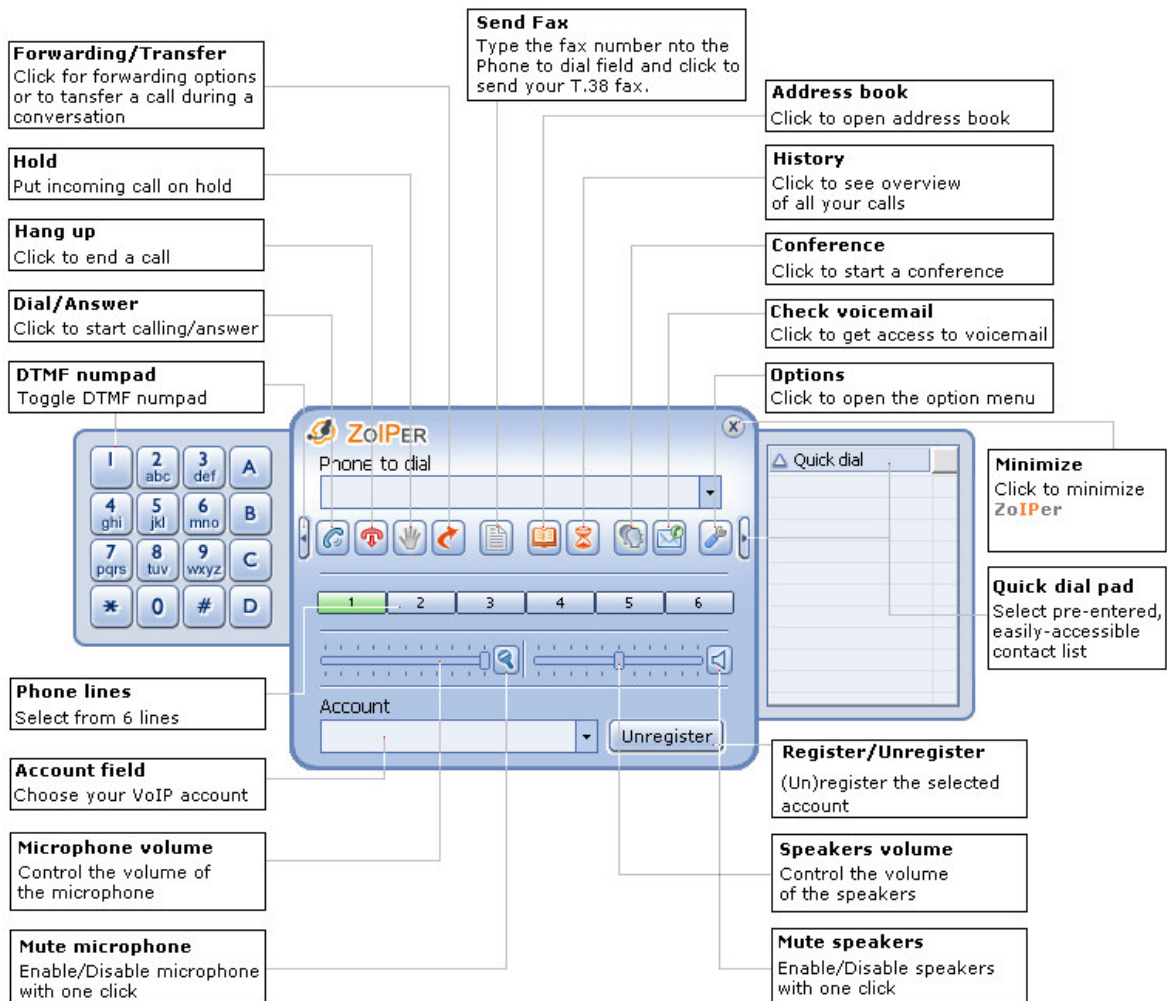 Send Fax
Type the fax number nto the
Phone to dial field and click to
send your T.38 fax.
Forwarding/Transfer
Click for forwarding options
or to tansfer a call during a
conversation
Hold
Put incoming call on hold
Hang up
Click to end a call
Dial/Answer
Click to start calling/answer
DTMF numpad
Toggle DTMF numpad
Address book
Click to open address book
History
Click to see overview
of all your calls
Conference
Click to start a conference
Check voicemail
Click to get access to voicemail
Options
Click to open the option menu
1 2 abc 3 def A
4 ghi 5 jkl 6 mno B
7 pqrs 8 tuv 9 wxyz C
* 0 # D
ZoIPER
X
Phone to dial
1 2 3 4 5 6
Account
Unregister
Quick dial
Minimize
Click to minimize
ZoIPer
Quick dial pad
Select pre-entered,
easily-accessible
contact list
Phone lines
Select from 6 lines
Account field
Choose your VoIP account
Microphone volume
Control the volume of
the microphone
Mute microphone
Enable/Disable microphone
with one click
Register/Unregister
(Un)register the selected
account
Speakers volume
Control the volume
of the speakers
Mute speakers
Enable/Disable speakers
with one click